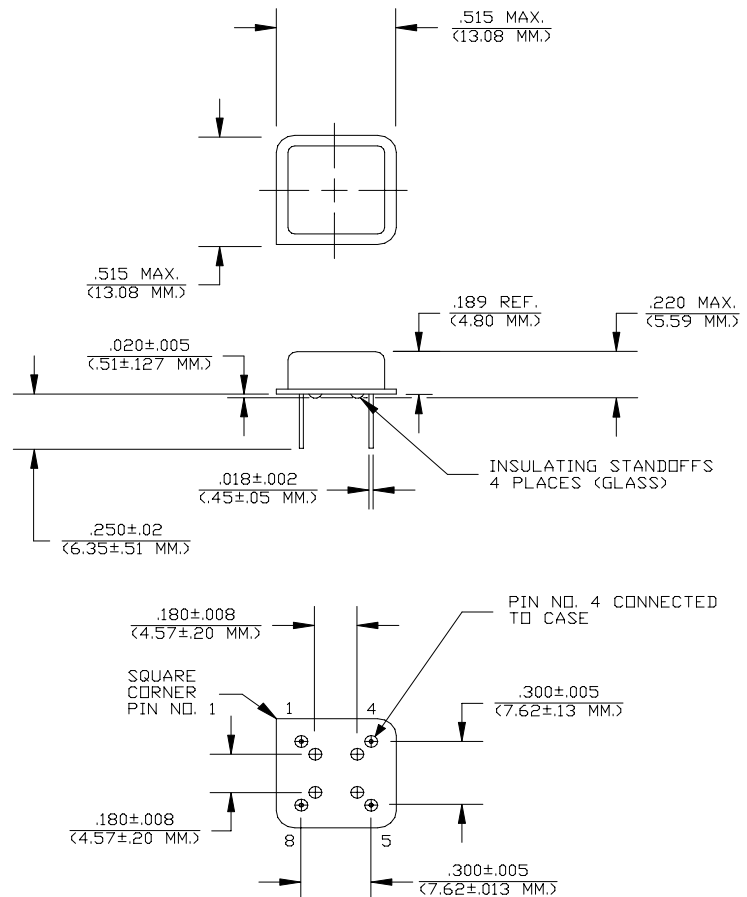 .515 MAX.
(13.08 MM.)
.515 MAX.
(13.08 MM.)
.189 REF.
(4.80 MM.)
.220 MAX.
(5.59 MM.)
.020±.005
(.51±.127 MM.)
INSULATING STANDOFFS
4 PLACES (GLASS)
.018±.002
(.45±.05 MM.)
.250±.02
(6.35±.51 MM.)
.180±.008
(4.57±.20 MM.)
PIN NO. 4 CONNECTED
TO CASE
SQUARE
CORNER
PIN NO. 1
1
4
.300±.005
(7.62±.13 MM.)
.180±.008
(4.57±.20 MM.)
8
5
.300±.005
(7.62±.013 MM.)